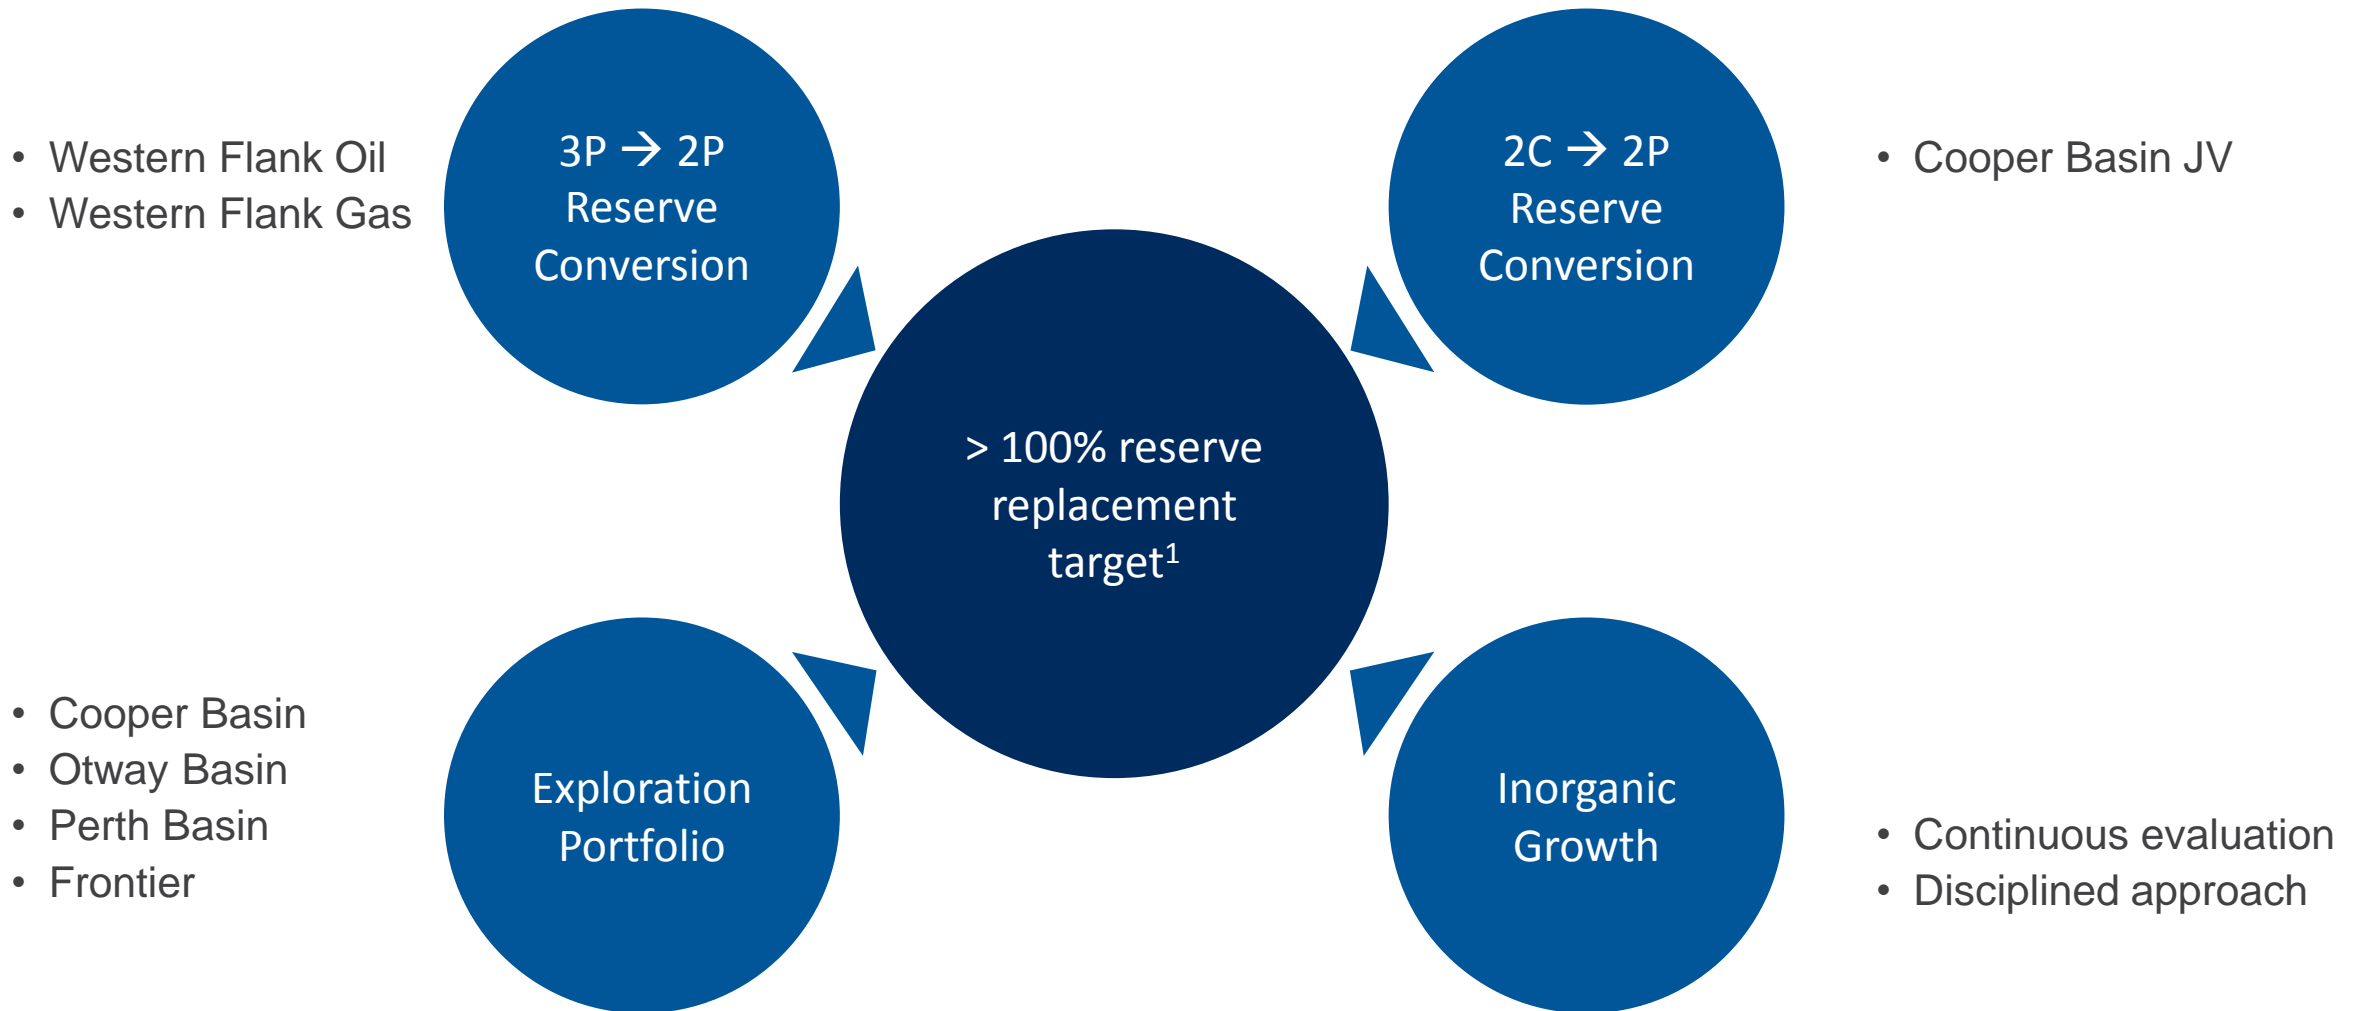 • Western Flank Oil
• Western Flank Gas
3P → 2P
Reserve
Conversion
2C → 2P
Reserve
Conversion
• Cooper Basin JV
> 100% reserve
replacement
target¹
• Cooper Basin
• Otway Basin
• Perth Basin
• Frontier
Exploration
Portfolio
Inorganic
Growth
• Continuous evaluation
• Disciplined approach